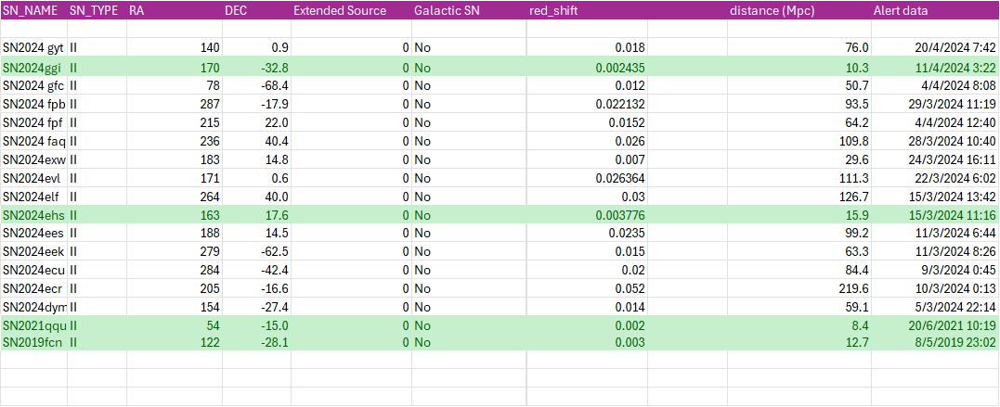 SN_NAME SN_TYPE RA DEC Extended Source Galactic SN red_shift distance (Mpc) Alert data
SN2024 gyt II 140 0.9 0 No 0.018 76.0 20/4/2024 7:42
SN2024ggi II 170 -32.8 0 No 0.002435 10.3 11/4/2024 3:22
SN2024 gfc II 78 -68.4 0 No 0.012 50.7 4/4/2024 8:08
SN2024 fpb II 287 -17.9 0 No 0.022132 93.5 29/3/2024 11:19
SN2024 fpf II 215 22.0 0 No 0.0152 64.2 4/4/2024 12:40
SN2024 faq II 236 40.4 0 No 0.026 109.8 28/3/2024 10:40
SN2024exw II 183 14.8 0 No 0.007 29.6 24/3/2024 16:11
SN2024evl II 171 0.6 0 No 0.026364 111.3 22/3/2024 6:02
SN2024elf II 264 40.0 0 No 0.03 126.7 15/3/2024 13:42
SN2024ehs II 163 17.6 0 No 0.003776 15.9 15/3/2024 11:16
SN2024ees II 188 14.5 0 No 0.0235 99.2 11/3/2024 6:44
SN2024eek II 279 -62.5 0 No 0.015 63.3 11/3/2024 8:26
SN2024ecu II 284 -42.4 0 No 0.02 84.4 9/3/2024 0:45
SN2024ecr II 205 -16.6 0 No 0.052 219.6 10/3/2024 0:13
SN2024dym II 154 -27.4 0 No 0.014 59.1 5/3/2024 22:14
SN2021qqu II 54 -15.0 0 No 0.002 8.4 20/6/2021 10:19
SN2019fcn II 122 -28.1 0 No 0.003 12.7 8/5/2019 23:02